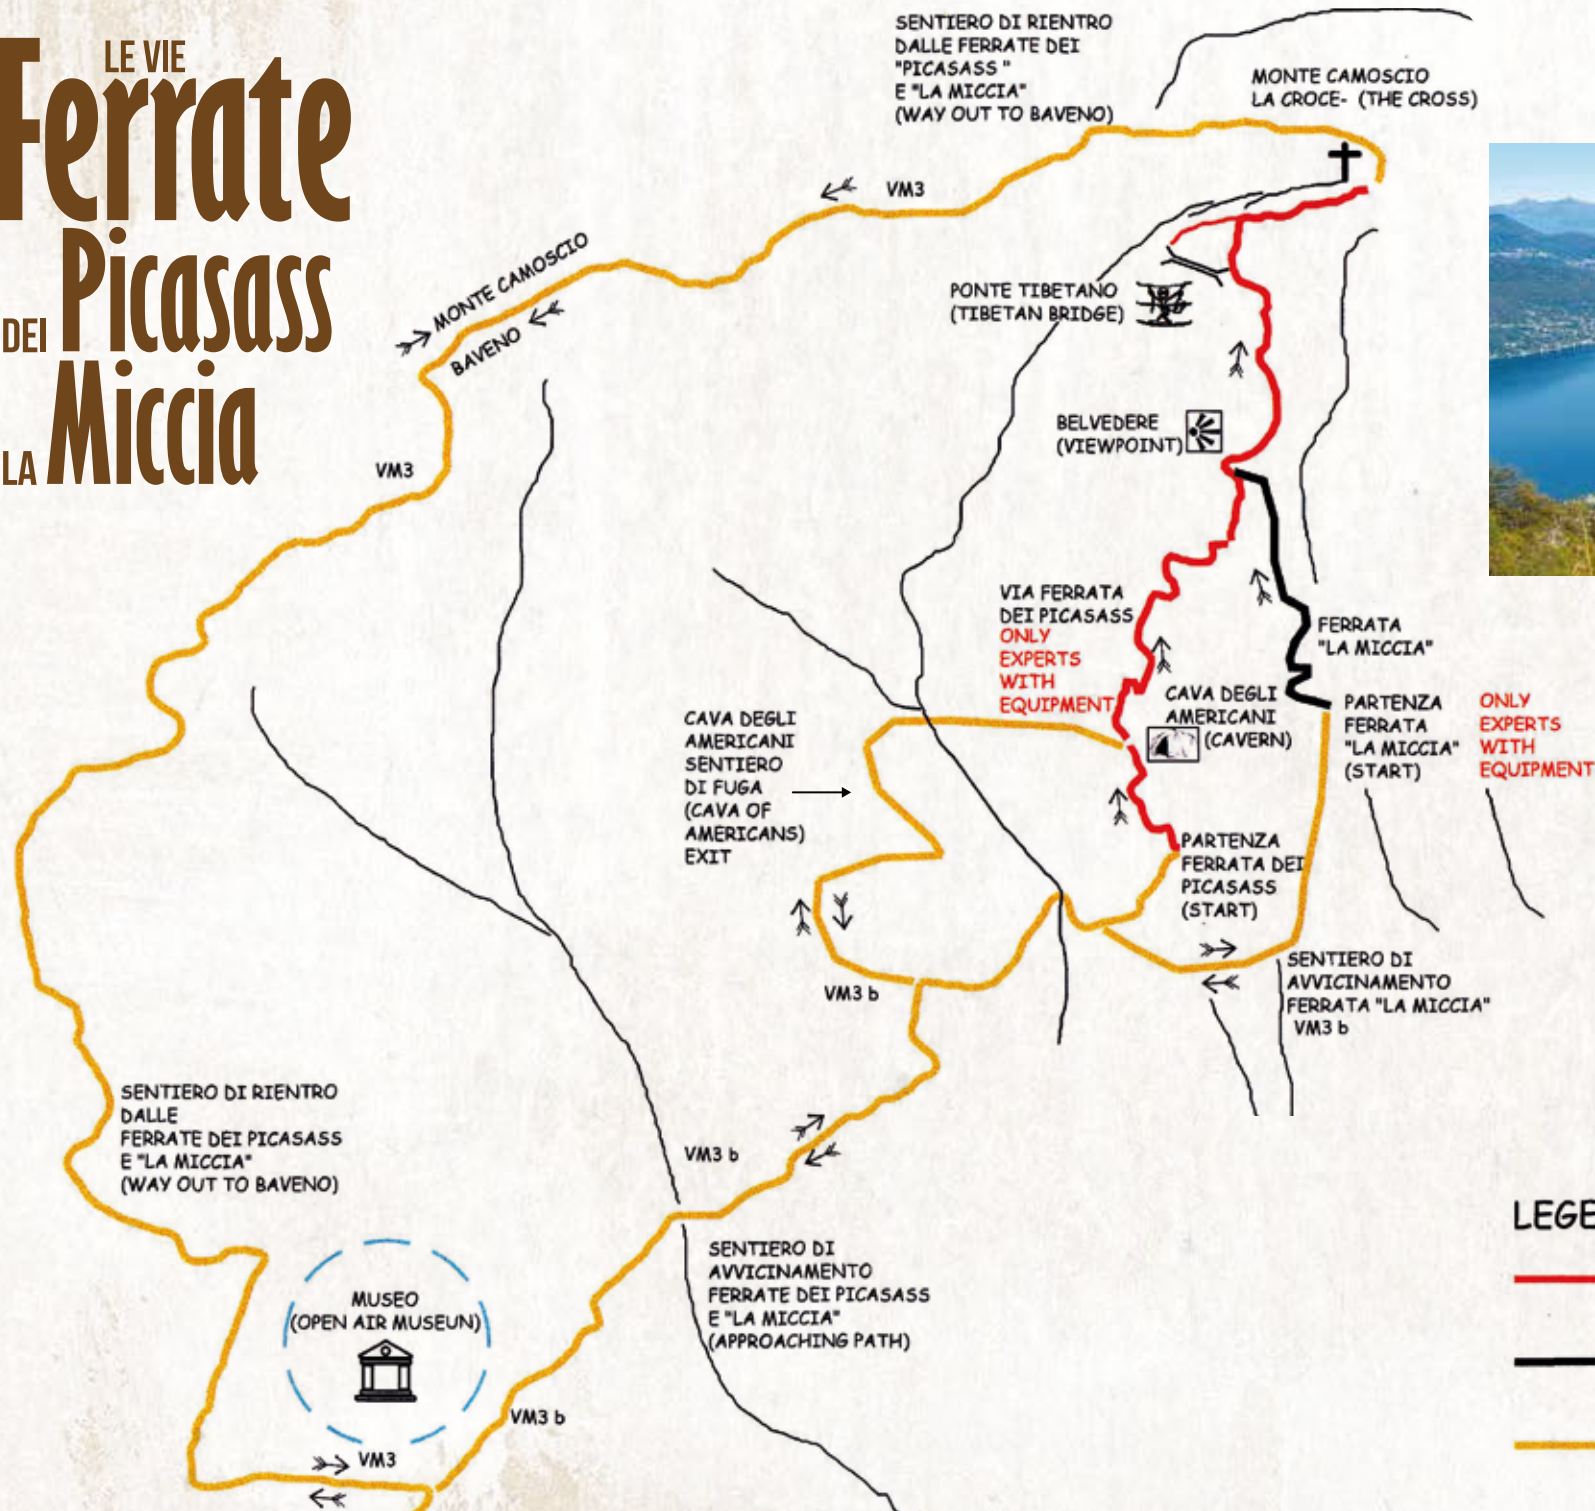 LE VIE
Ferrate
DEI Picasass
LA Miccia
SENTIERO DI RIENTRO
DALLE FERRATE DEI
"PICASASS "
E "LA MICCIA"
(WAY OUT TO BAVENO)
MONTE CAMOSCIO
LA CROCE- (THE CROSS)
VM3
MONTE CAMOSCIO
BAVENO
PONTE TIBETANO
(TIBETAN BRIDGE)
BELVEDERE
(VIEWPOINT)
VM3
VIA FERRATA
DEI PICASASS
ONLY
EXPERTS
WITH
EQUIPMENT
FERRATA
"LA MICCIA"
CAVA DEGLI
AMERICANI
(CAVERN)
PARTENZA
FERRATA
"LA MICCIA"
(START)
ONLY
EXPERTS
WITH
EQUIPMENT
CAVA DEGLI
AMERICANI
SENTIERO
DI FUGA
(CAVA OF
AMERICANS)
EXIT
PARTENZA
FERRATA DEI
PICASASS
(START)
VM3 b
SENTIERO DI
AVVICINAMENTO
FERRATA "LA MICCIA"
VM3 b
SENTIERO DI RIENTRO
DALLE
FERRATE DEI PICASASS
E "LA MICCIA"
(WAY OUT TO BAVENO)
VM3 b
SENTIERO DI
AVVICINAMENTO
FERRATE DEI PICASASS
E "LA MICCIA"
(APPROACHING PATH)
MUSEO
(OPEN AIR MUSEUN)
VM3 b
VM3
LEGE